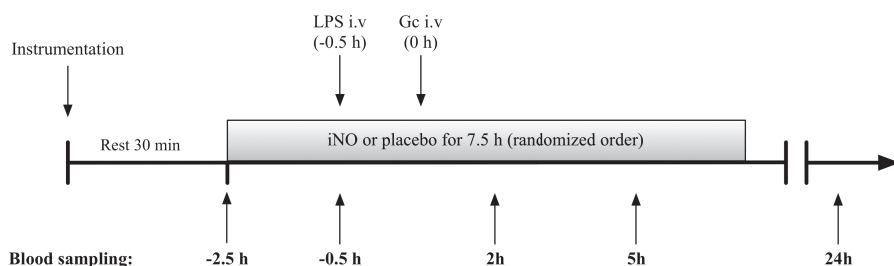 LPS i.v Gc i.v
(-0.5 h) (0 h)
Instrumentation
Rest 30 min
iNO or placebo for 7.5 h (randomized order)
Blood sampling: -2.5 h -0.5 h 2h 5h 24h